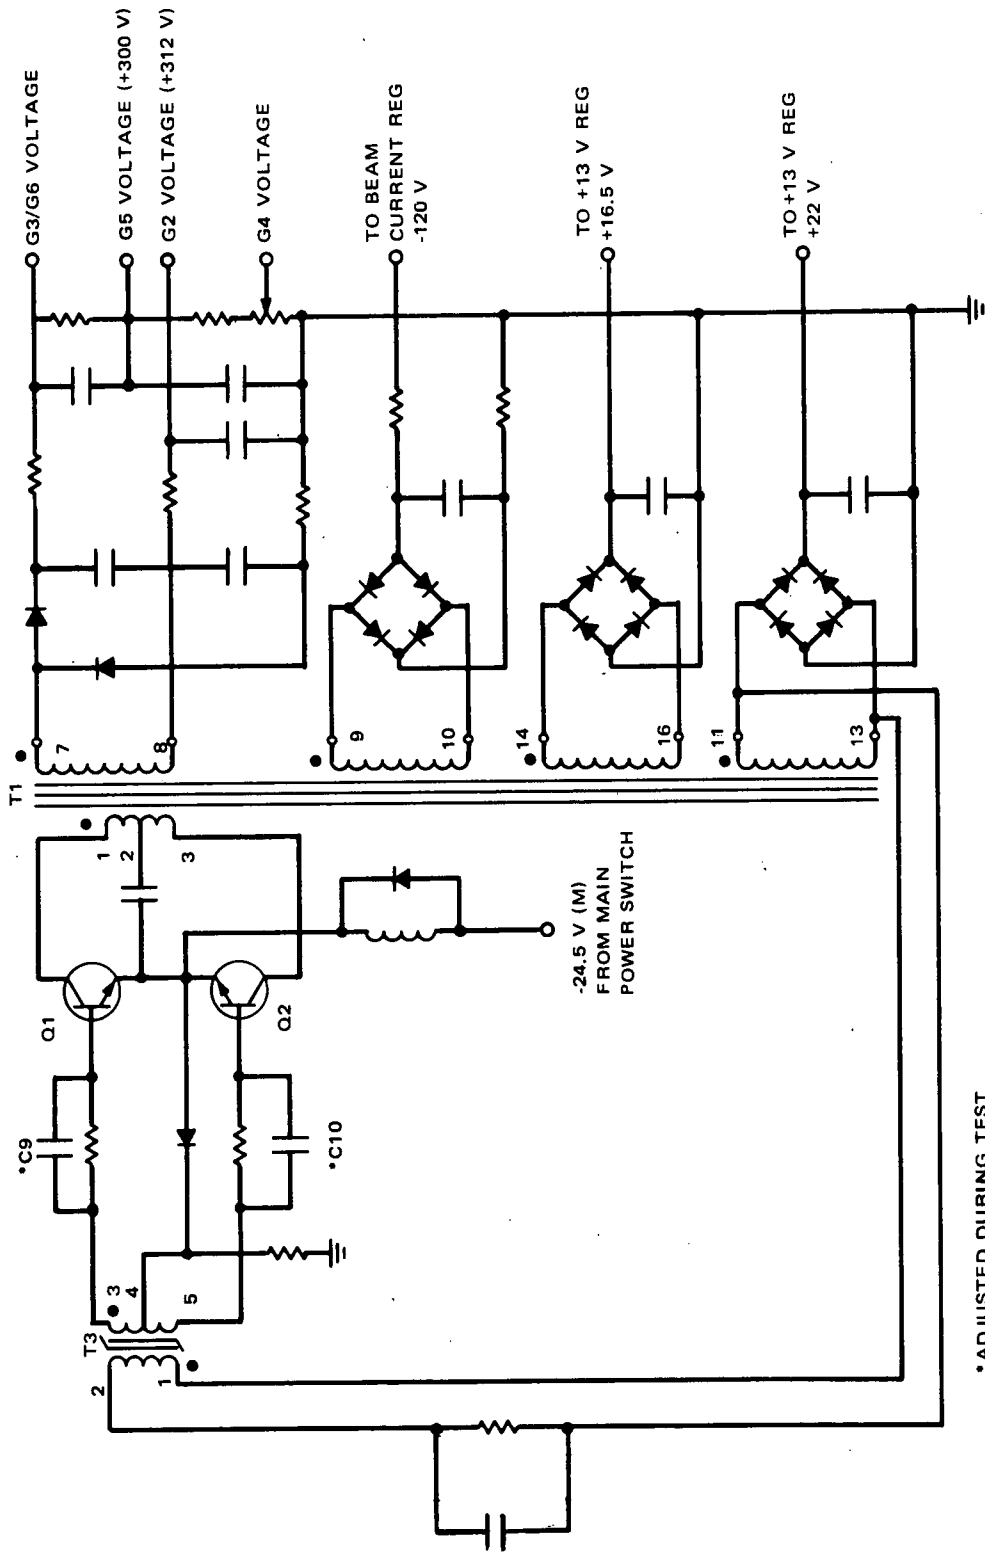 G3/G6 VOLTAGE
G5 VOLTAGE (+300 V)
G2 VOLTAGE (+312 V)
G4 VOLTAGE
TO BEAM
CURRENT REG
-120 V
TO +13 V REG
+16.5 V
TO +13 V REG
+22 V
T1
7
8
9
10
14
16
11
13
1
2
3
Q1
Q2
-24.5 V (M)
FROM MAIN
POWER SWITCH
*C9
*C10
T3
3
4
5
2
1
*ADJUSTED DURING TEST